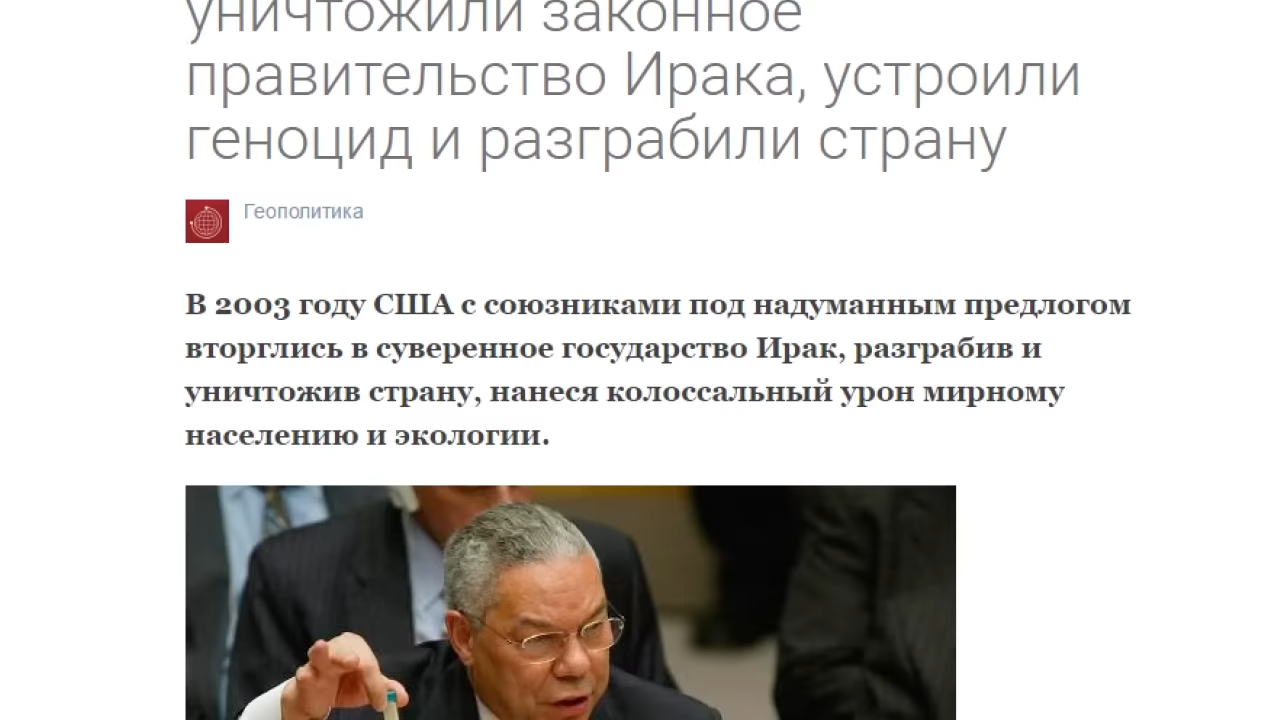 уничтожили законное
правительство Ирака, устроили
геноцид и разграбили страну
Геополитика
В 2003 году США с союзниками под надуманным предлогом
вторглись в суверенное государство Ирак, разграбив и
уничтожив страну, нанеся колоссальный урон мирному
населению и экологии.